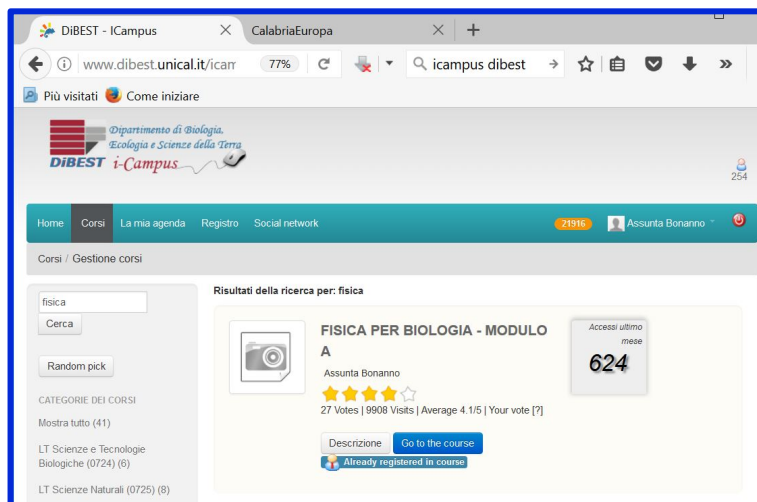 DiBEST - ICampus
CalabriaEuropa
www.dibest.unical.it/icam
77%
icampus dibest
Più visitati
Come iniziare
Dipartimento di Biologia,
Ecologia e Scienze della Terra
DiBEST i-Campus
254
Home
Corsi
La mia agenda
Registro
Social network
21916
Assunta Bonanno
Corsi / Gestione corsi
fisica
Cerca
Random pick
CATEGORIE DEI CORSI
Mostra tutto (41)
LT Scienze e Tecnologie
Biologiche (0724) (6)
LT Scienze Naturali (0725) (8)
Risultati della ricerca per: fisica
FISICA PER BIOLOGIA - MODULO
A
Assunta Bonanno
27 Votes | 9908 Visits | Average 4.1/5 | Your vote [?]
Descrizione
Go to the course
Already registered in course
Accessi ultimo
mese
624